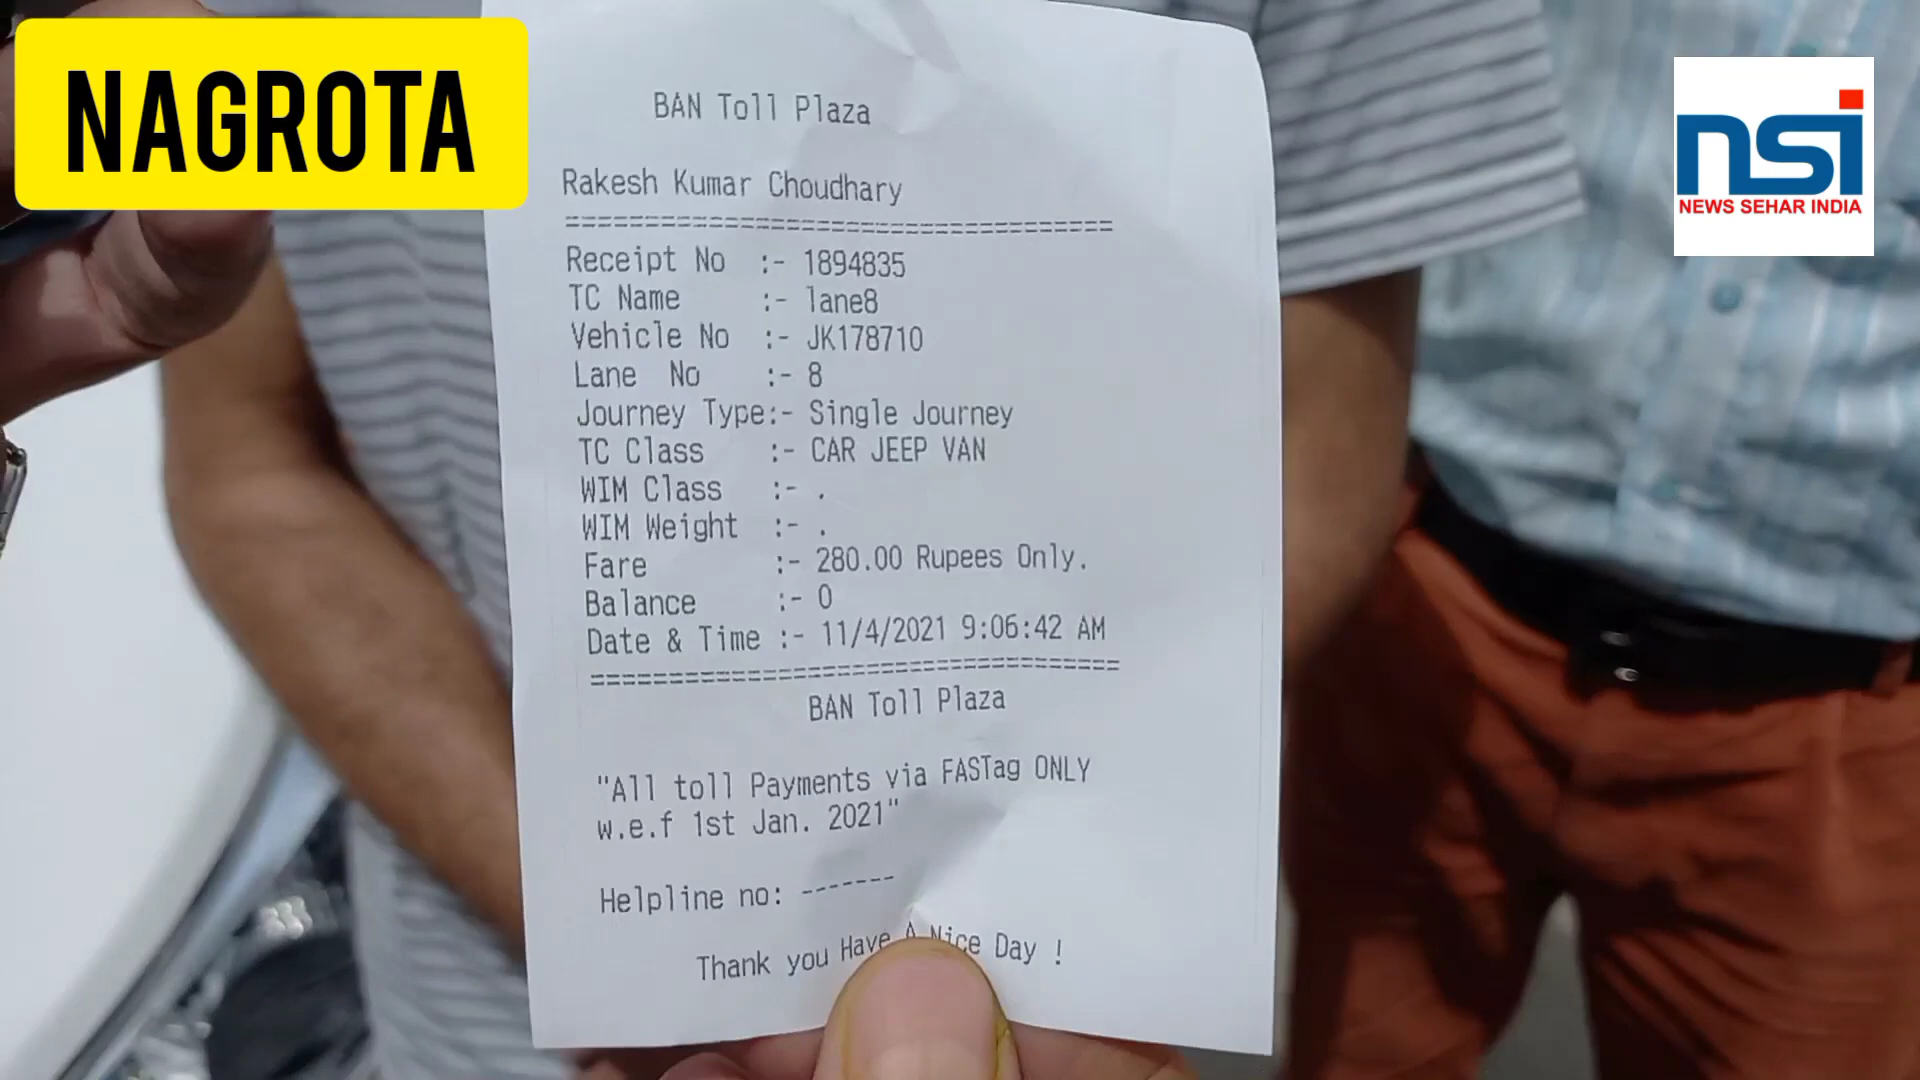 NAGROTA
nsi
NEWS SEHAR INDIA
BAN Toll Plaza
Rakesh Kumar Choudhary
===================================
Receipt No :- 1894835
TC Name :- lane8
Vehicle No :- JK178710
Lane No :- 8
Journey Type:- Single Journey
TC Class :- CAR JEEP VAN
WIM Class :- .
WIM Weight :- .
Fare :- 280.00 Rupees Only.
Balance :- 0
Date & Time :- 11/4/2021 9:06:42 AM
===================================
BAN Toll Plaza
"All toll Payments via FASTag ONLY
w.e.f 1st Jan. 2021"
Helpline no: -------
Thank you Have A Nice Day !